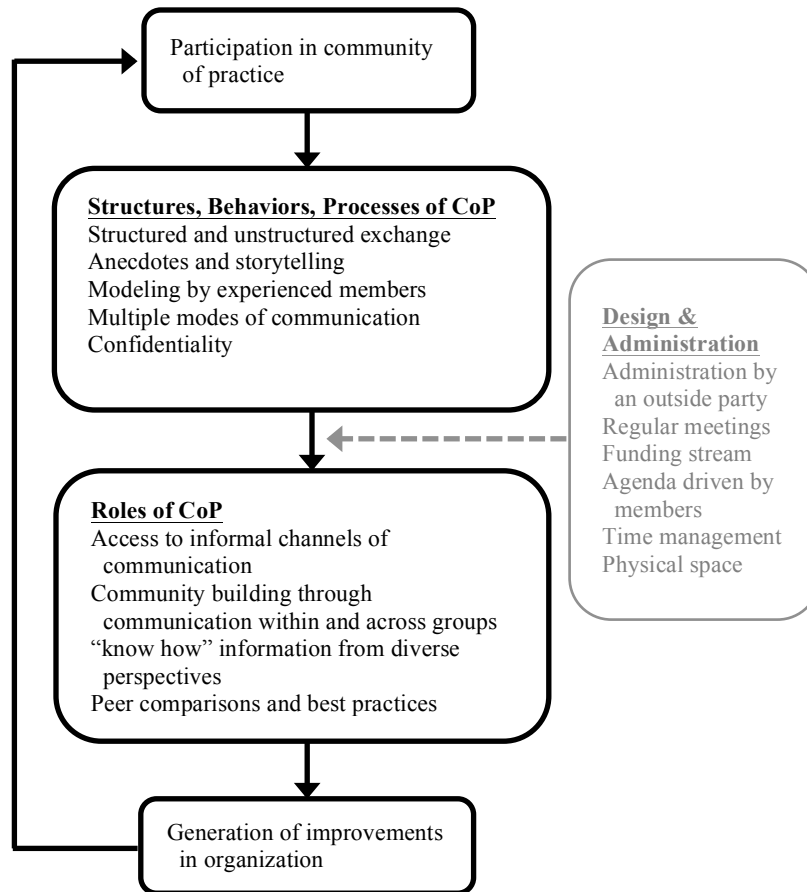 Participation in community
of practice
Structures, Behaviors, Processes of CoP
Structured and unstructured exchange
Anecdotes and storytelling
Modeling by experienced members
Multiple modes of communication
Confidentiality
Design &
Administration
Administration by
an outside party
Regular meetings
Funding stream
Agenda driven by
members
Time management
Physical space
Roles of CoP
Access to informal channels of
communication
Community building through
communication within and across groups
“know how” information from diverse
perspectives
Peer comparisons and best practices
Generation of improvements
in organization